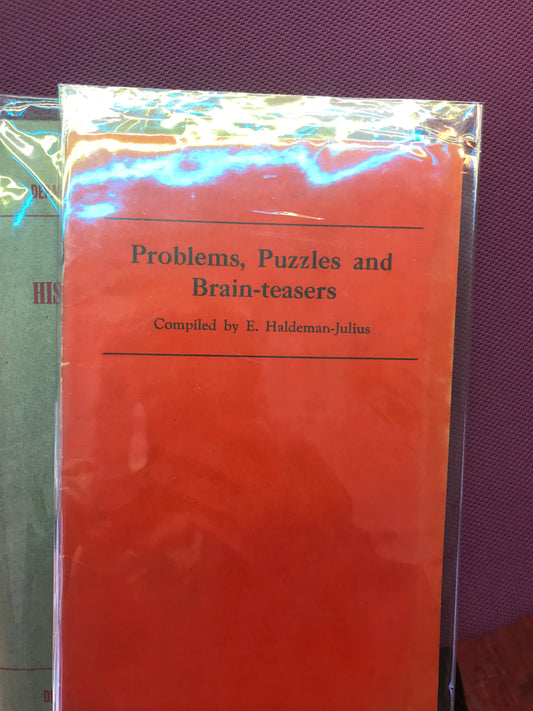 Problems, Puzzles and
Brain-teasers
Compiled by E. Haldeman-Julius
HIS